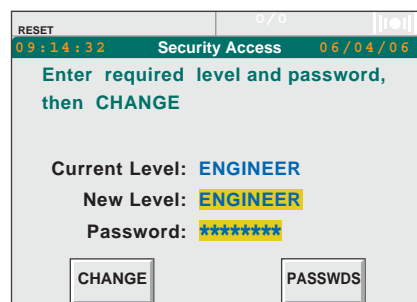 0/0
RESET
09:14:32 Security Access 06/04/06
Enter required level and password,
then CHANGE
Current Level: ENGINEER
New Level: ENGINEER
Password: ********
CHANGE PASSWDS